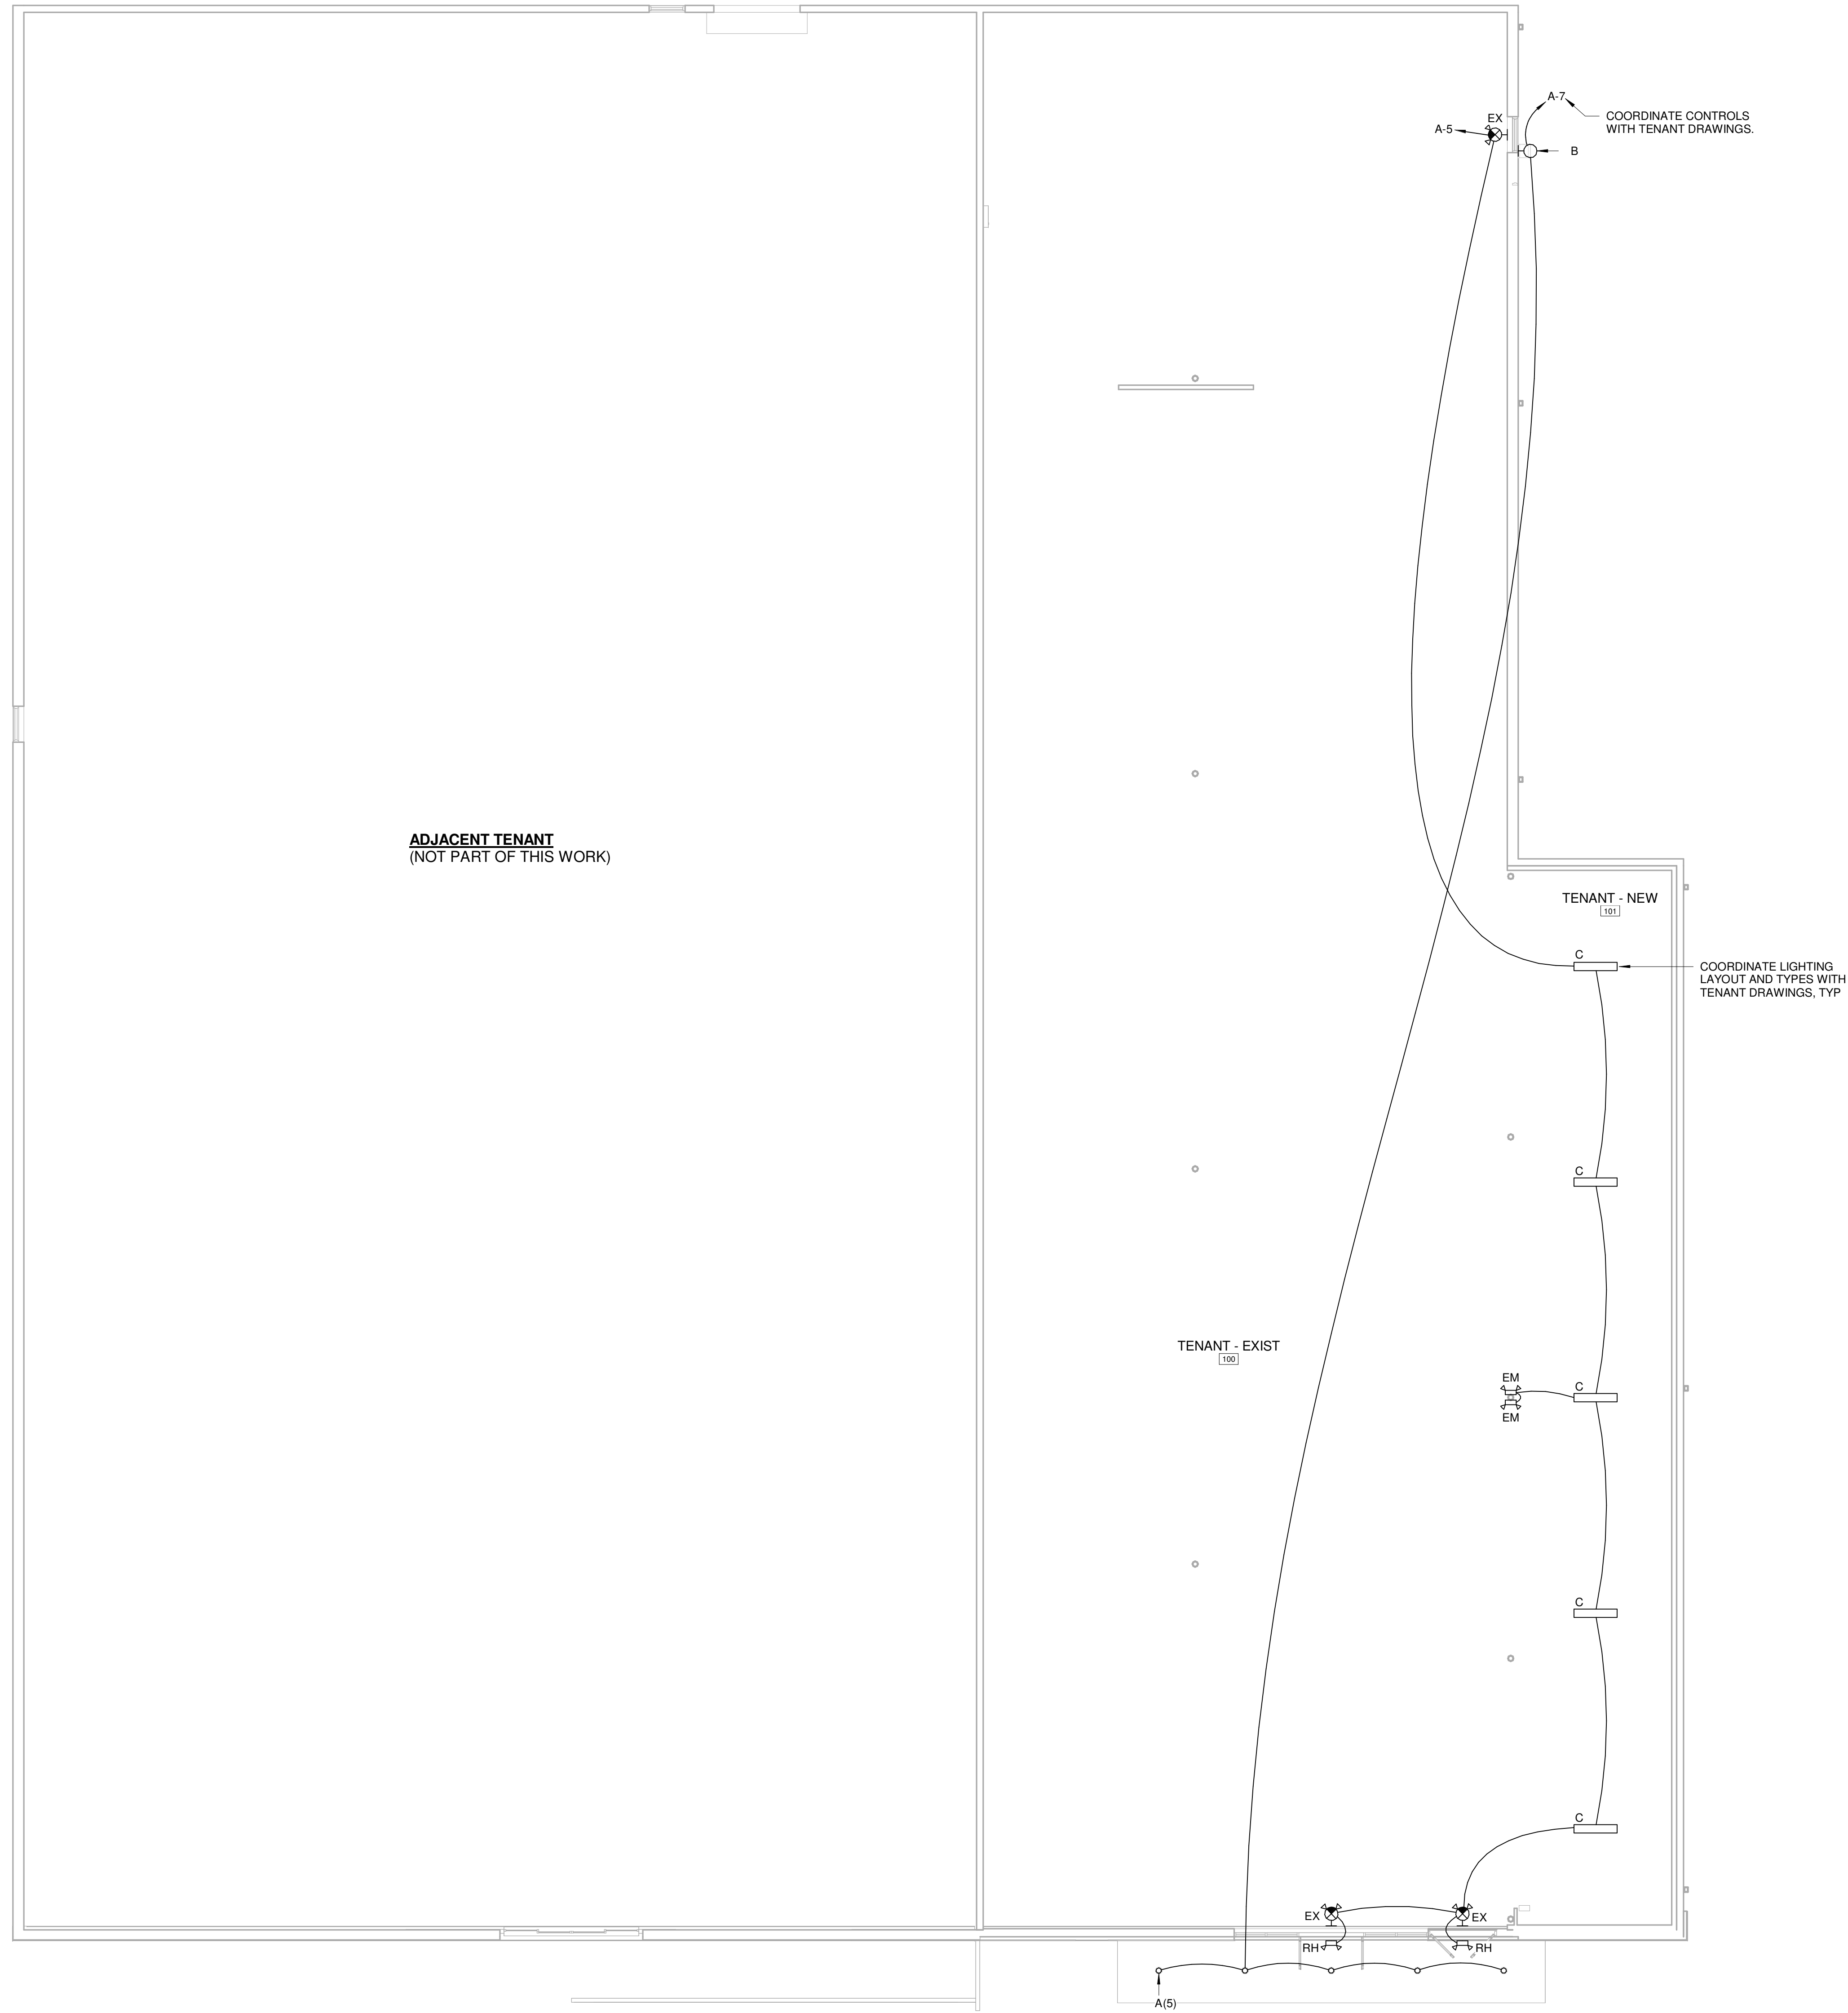 A-7
COORDINATE CONTROLS
WITH TENANT DRAWINGS.
EX
A-5
B
ADJACENT TENANT
(NOT PART OF THIS WORK)
TENANT - NEW
101
C
COORDINATE LIGHTING
LAYOUT AND TYPES WITH
TENANT DRAWINGS, TYP
C
TENANT - EXIST
100
EM
C
EM
C
C
EX
EX
RH
RH
A(5)